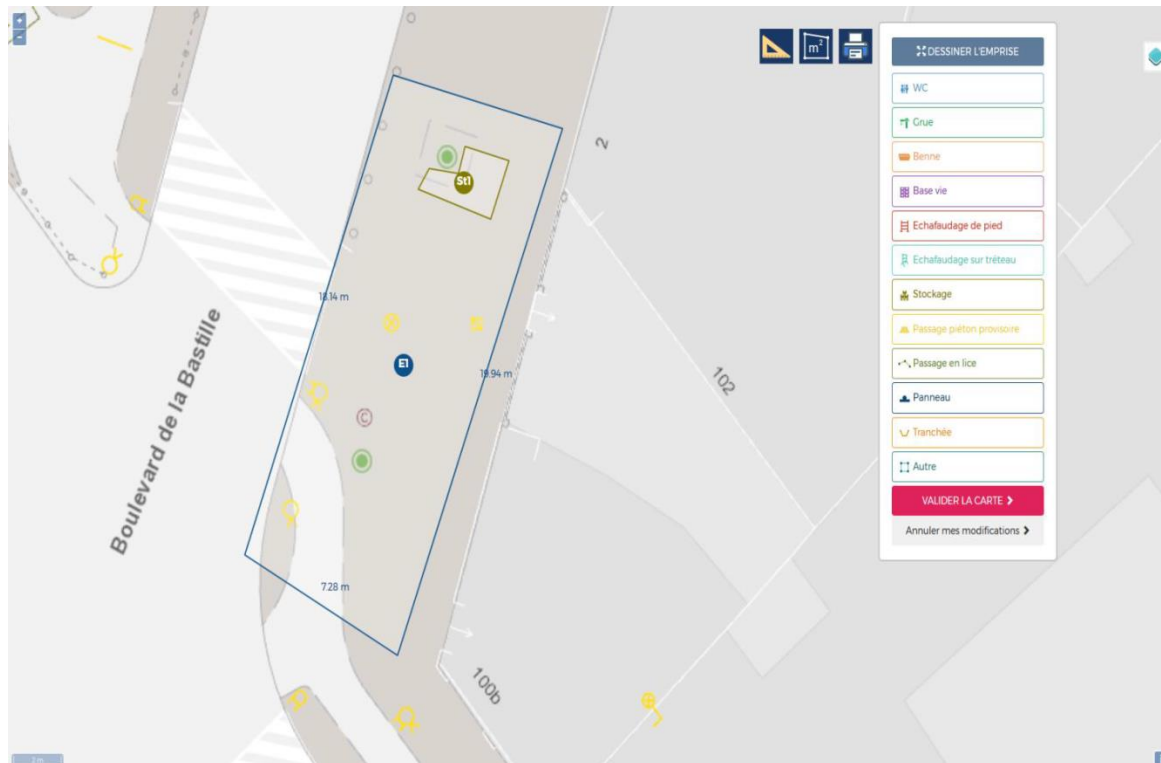 +
−
m²
DESSINER L'EMPRISE
WC
Grue
Benne
Base vie
Echafaudage de pied
Echafaudage sur tréteau
Stockage
Passage piéton provisoire
Passage en lice
Panneau
Tranchée
Autre
VALIDER LA CARTE
Annuler mes modifications
2
St1
18.14 m
E1
19.94 m
102
C
Boulevard de la Bastille
7.28 m
100b
2 m